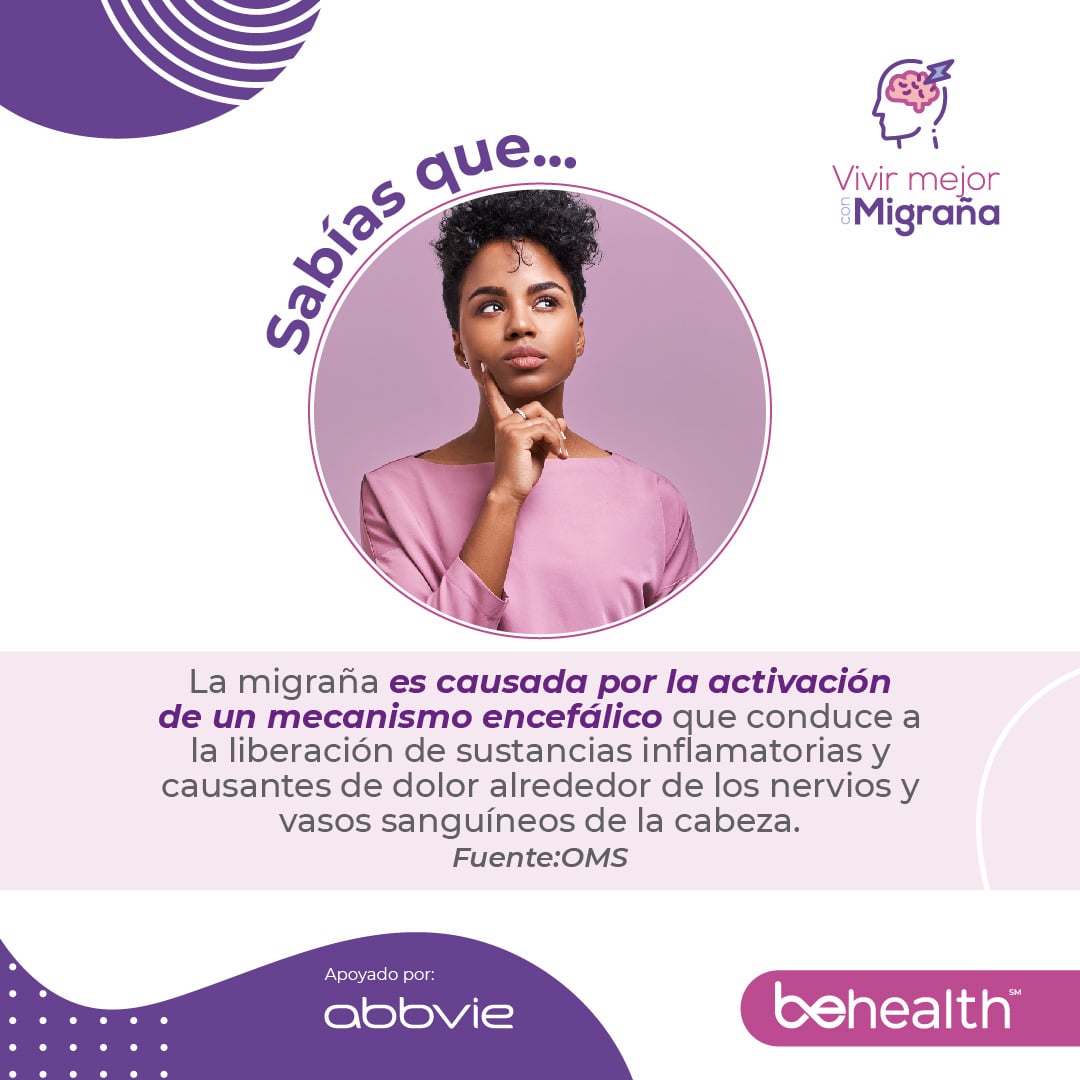 Sabías que...
Vivir mejor
con Migraña
La migraña es causada por la activación
de un mecanismo encefálico que conduce a
la liberación de sustancias inflamatorias y
causantes de dolor alrededor de los nervios y
vasos sanguíneos de la cabeza.
Fuente:OMS
Apoyado por:
abbvie
behealth℠